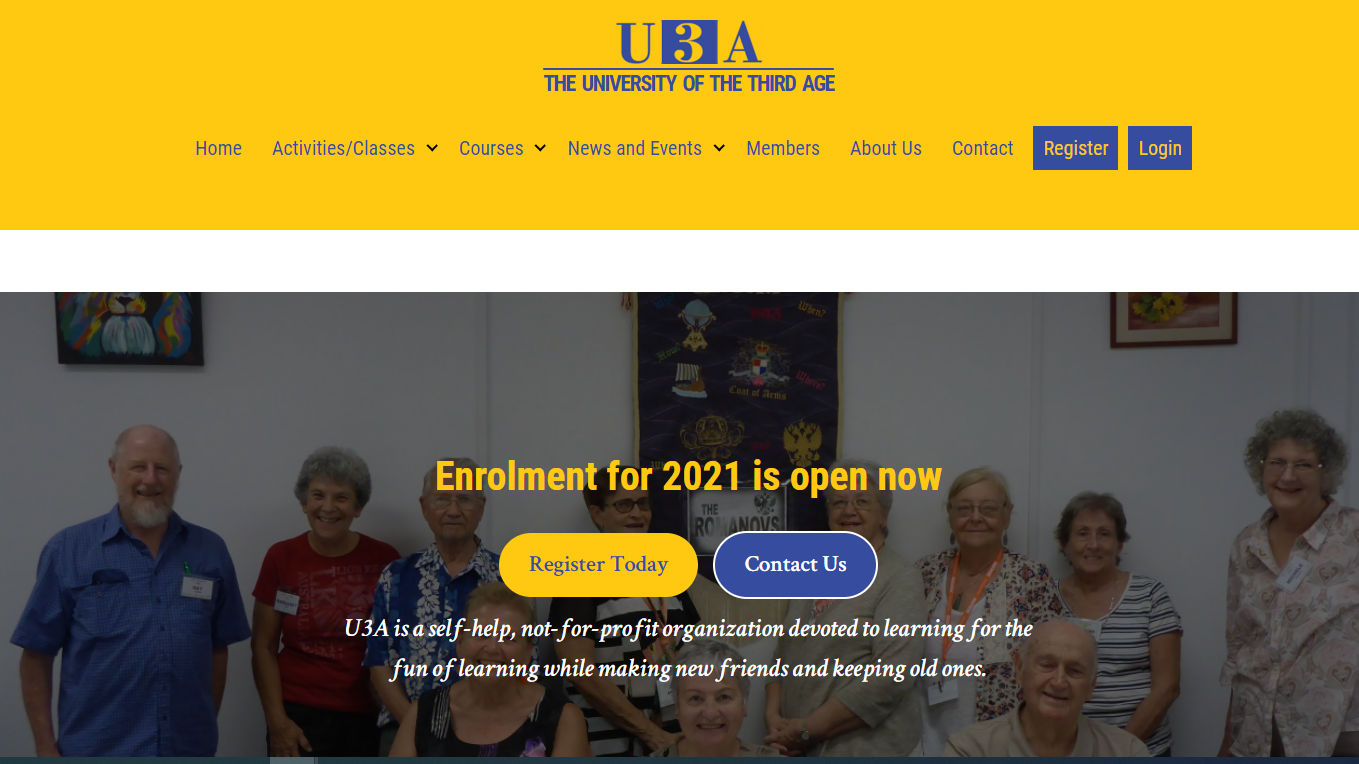 U3A
THE UNIVERSITY OF THE THIRD AGE
Home Activities/Classes Courses News and Events Members About Us Contact Register Login
When?
How?
Where?
Coat of Arms
Enrolment for 2021 is open now
THE
ROMANOVS
Register Today Contact Us
U3A is a self-help, not-for-profit organization devoted to learning for the
fun of learning while making new friends and keeping old ones.